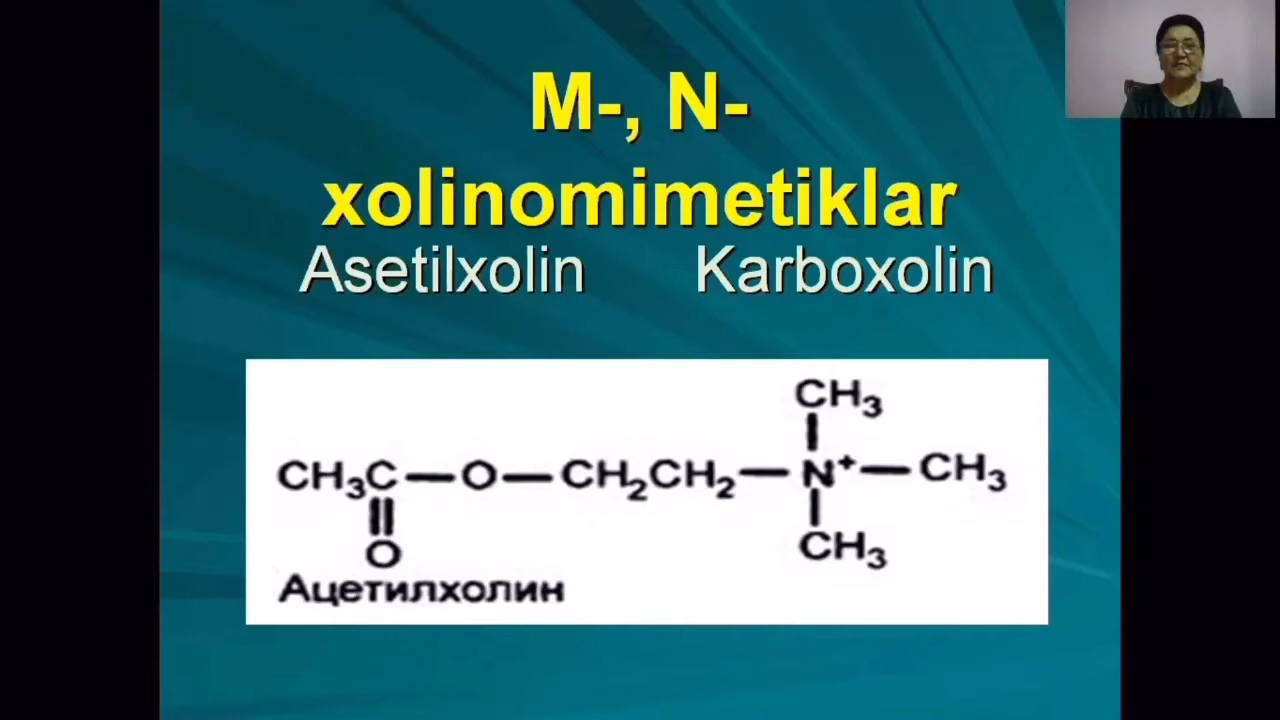 M-, N-
xolinomimetiklar
Asetilxolin Karboxolin
CH3
CH3C—O—CH2CH2—N+—CH3
O
CH3
Ацетилхолин